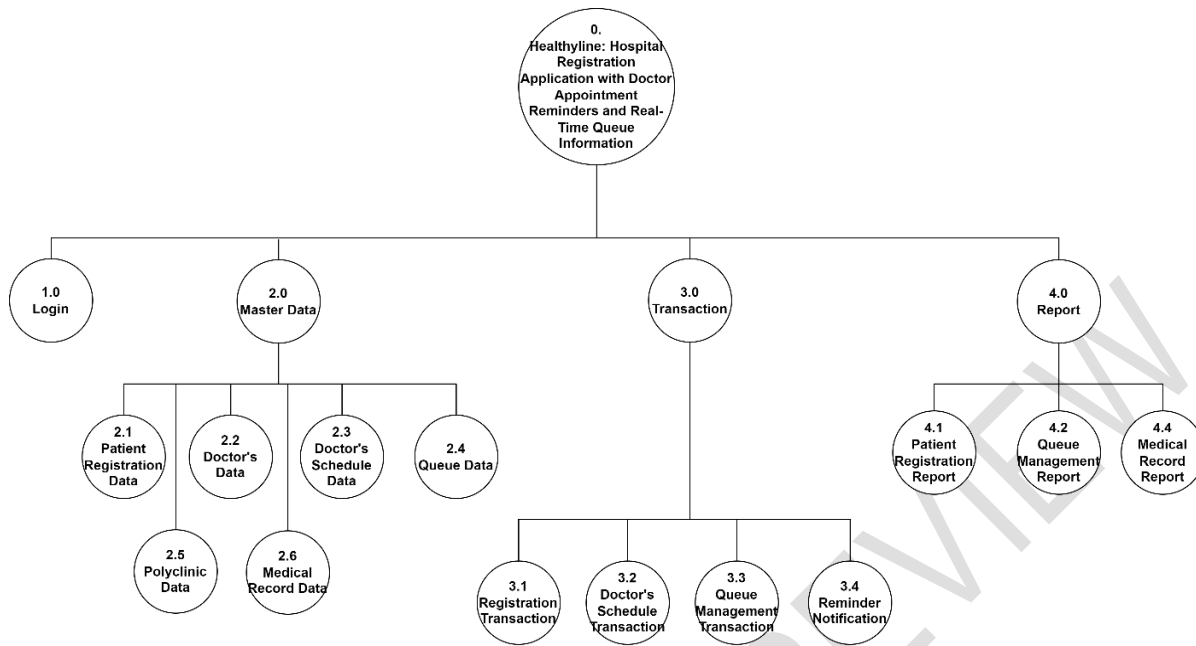 0.
Healthyline: Hospital
Registration
Application with Doctor
Appointment
Reminders and Real-
Time Queue
Information
1.0
Login
2.0
Master Data
3.0
Transaction
4.0
Report
2.1
Patient
Registration
Data
2.2
Doctor's
Data
2.3
Doctor's
Schedule
Data
2.4
Queue Data
4.1
Patient
Registration
Report
4.2
Queue
Management
Report
4.4
Medical
Record
Report
2.5
Polyclinic
Data
2.6
Medical
Record Data
3.1
Registration
Transaction
3.2
Doctor's
Schedule
Transaction
3.3
Queue
Management
Transaction
3.4
Reminder
Notification
REVIEW